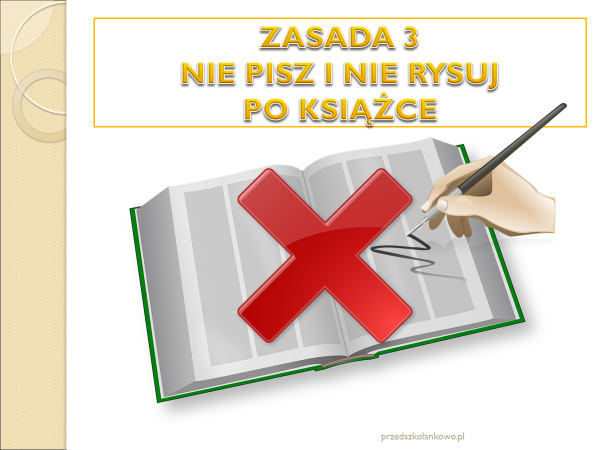 ZASADA 3
NIE PISZ I NIE RYSUJ
PO KSIĄŻCE
przedszkolankowo.pl